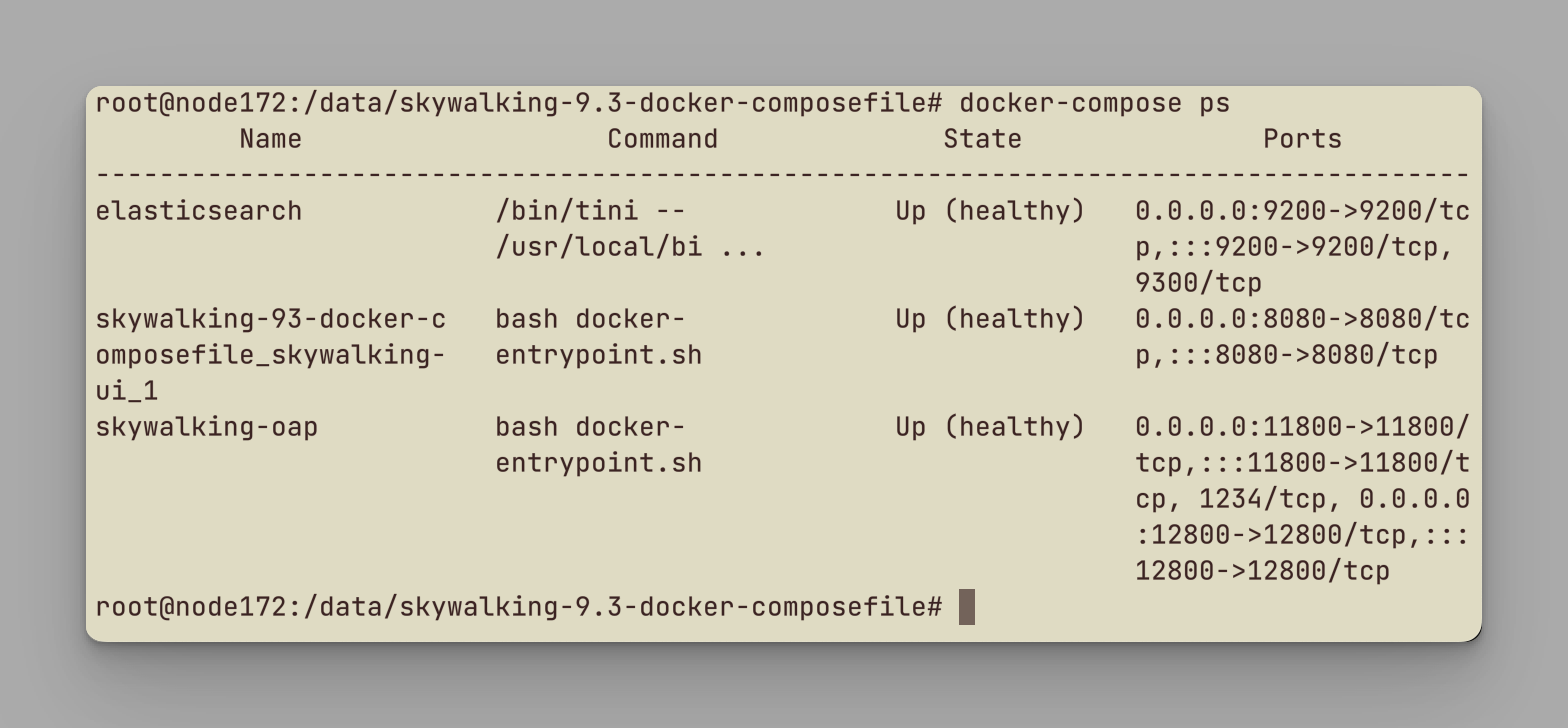 root@node172:/data/skywalking-9.3-docker-composefile# docker-compose ps
         Name                                      Command                            State                              Ports
--------------------------------------------------------------------------------------
elasticsearch            /bin/tini --             Up (healthy)   0.0.0.0:9200->9200/tc
                         /usr/local/bi ...                       p,:::9200->9200/tcp,
                                                                 9300/tcp
skywalking-93-docker-c   bash docker-             Up (healthy)   0.0.0.0:8080->8080/tc
omposefile_skywalking-   entrypoint.sh                           p,:::8080->8080/tcp
ui_1
skywalking-oap           bash docker-             Up (healthy)   0.0.0.0:11800->11800/
                         entrypoint.sh                           tcp,:::11800->11800/t
                                                                 cp, 1234/tcp, 0.0.0.0
                                                                 :12800->12800/tcp,:::
                                                                 12800->12800/tcp
root@node172:/data/skywalking-9.3-docker-composefile#